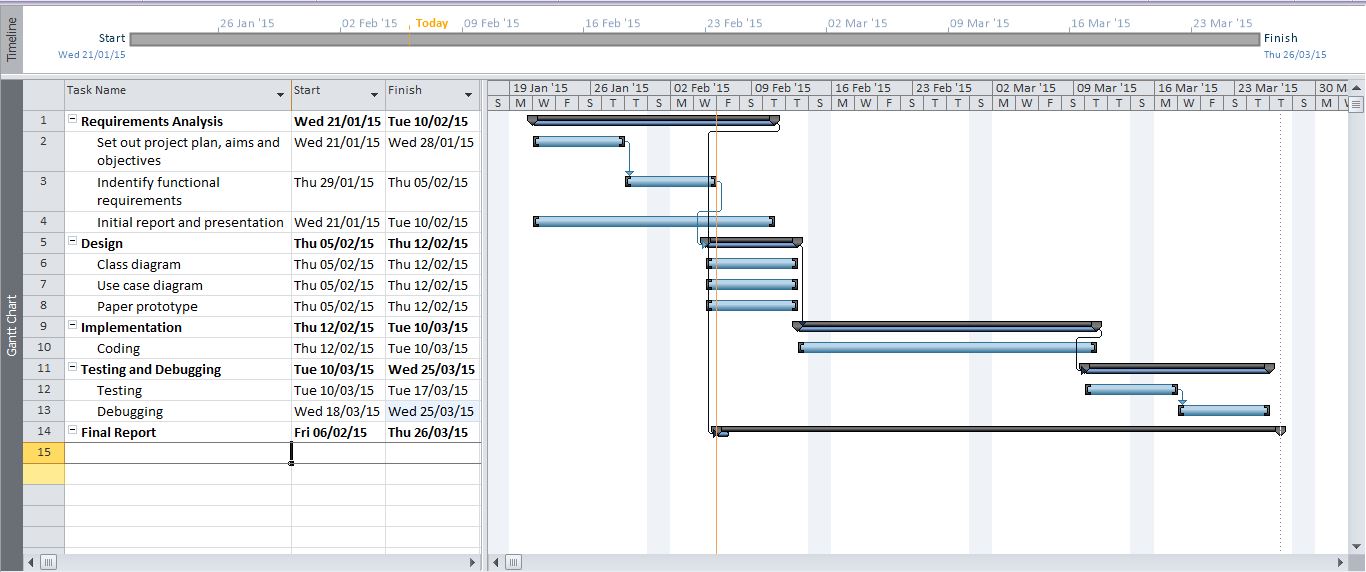 Timeline
26 Jan '15 02 Feb '15 Today 09 Feb '15 16 Feb '15 23 Feb '15 02 Mar '15 09 Mar '15 16 Mar '15 23 Mar '15
Start Finish
Wed 21/01/15 Thu 26/03/15
Gantt Chart
Task Name Start Finish 19 Jan '15 26 Jan '15 02 Feb '15 09 Feb '15 16 Feb '15 23 Feb '15 02 Mar '15 09 Mar '15 16 Mar '15 23 Mar '15 30 M
S M W F S T T S M W F S T T S M W F S T T S M W F S T T S M W F S T T S M
1 Requirements Analysis Wed 21/01/15 Tue 10/02/15
2 Set out project plan, aims and Wed 21/01/15 Wed 28/01/15
objectives
3 Indentify functional Thu 29/01/15 Thu 05/02/15
requirements
4 Initial report and presentation Wed 21/01/15 Tue 10/02/15
5 Design Thu 05/02/15 Thu 12/02/15
6 Class diagram Thu 05/02/15 Thu 12/02/15
7 Use case diagram Thu 05/02/15 Thu 12/02/15
8 Paper prototype Thu 05/02/15 Thu 12/02/15
9 Implementation Thu 12/02/15 Tue 10/03/15
10 Coding Thu 12/02/15 Tue 10/03/15
11 Testing and Debugging Tue 10/03/15 Wed 25/03/15
12 Testing Tue 10/03/15 Tue 17/03/15
13 Debugging Wed 18/03/15 Wed 25/03/15
14 Final Report Fri 06/02/15 Thu 26/03/15
15